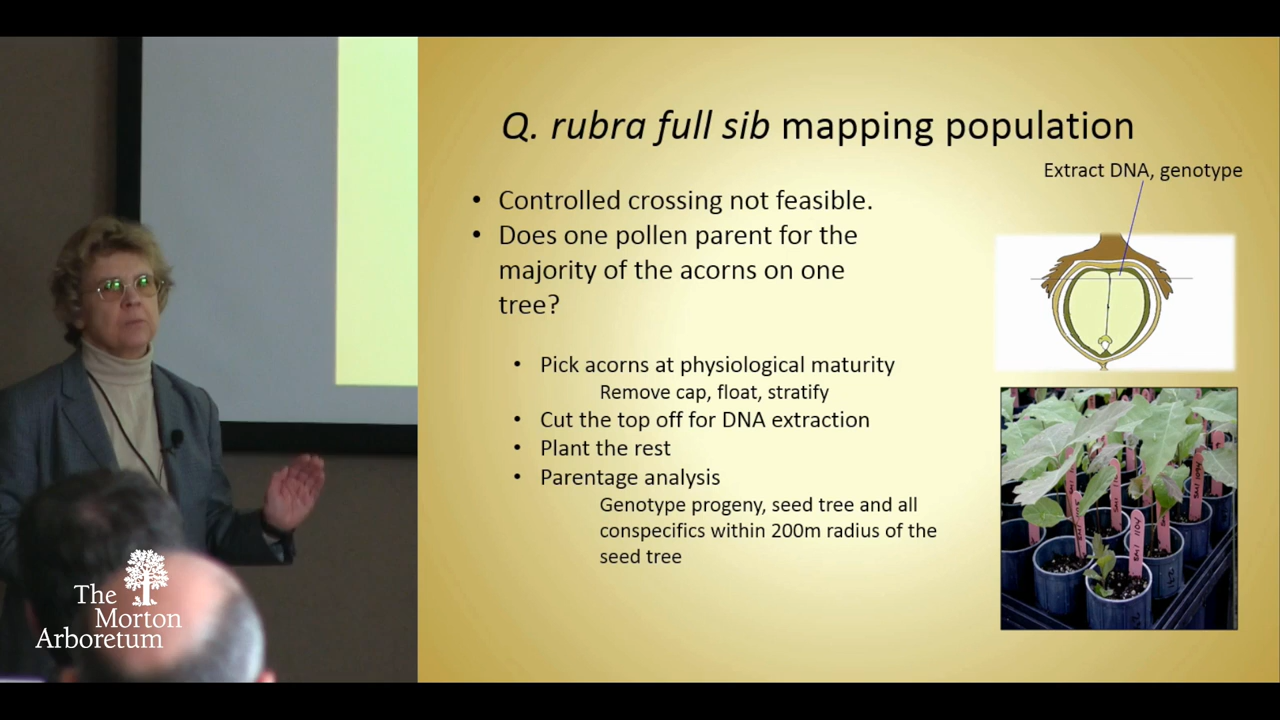 Q. rubra full sib mapping population
Extract DNA, genotype
• Controlled crossing not feasible.
• Does one pollen parent for the
majority of the acorns on one
tree?
• Pick acorns at physiological maturity
Remove cap, float, stratify
• Cut the top off for DNA extraction
• Plant the rest
• Parentage analysis
Genotype progeny, seed tree and all
conspecifics within 200m radius of the
seed tree
The
Morton
Arboretum